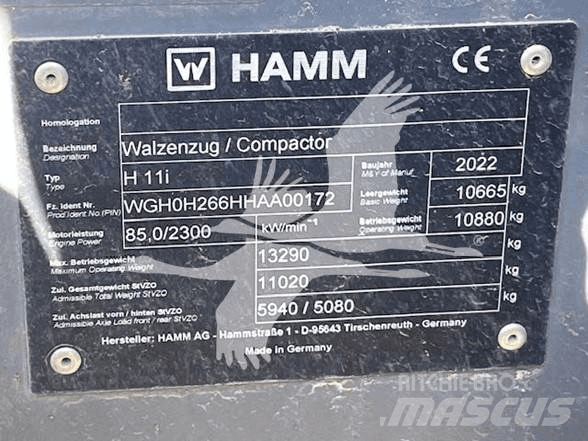 W HAMM CE
Homologation
Bezeichnung
Designation
Walzenzug / Compactor
Typ
Type
H 11i
Baujahr
M&Y of Manuf
2022
Fz. Ident Nr.
Prod Ident No.(PIN)
WGH0H266HHAA00172
Leergewicht
Basic Weight
10665 kg
Motorleistung
Engine Power
85,0/2300 kW/min⁻¹
Betriebsgewicht
Operating Weight
10880 kg
Max. Betriebsgewicht
Maximum Operating Weight
13290 kg
Zul. Gesamtgewicht StVZO
Admissible Total Weight StVZO
11020 kg
Zul. Achslast vorn / hinten StVZO
Admissible Axle Load front / rear StVZO
5940 / 5080 kg
Hersteller: HAMM AG - Hammstraße 1 - D-95643 Tirschenreuth - Germany
Made in Germany
RITCHIE BROS
MASCUS